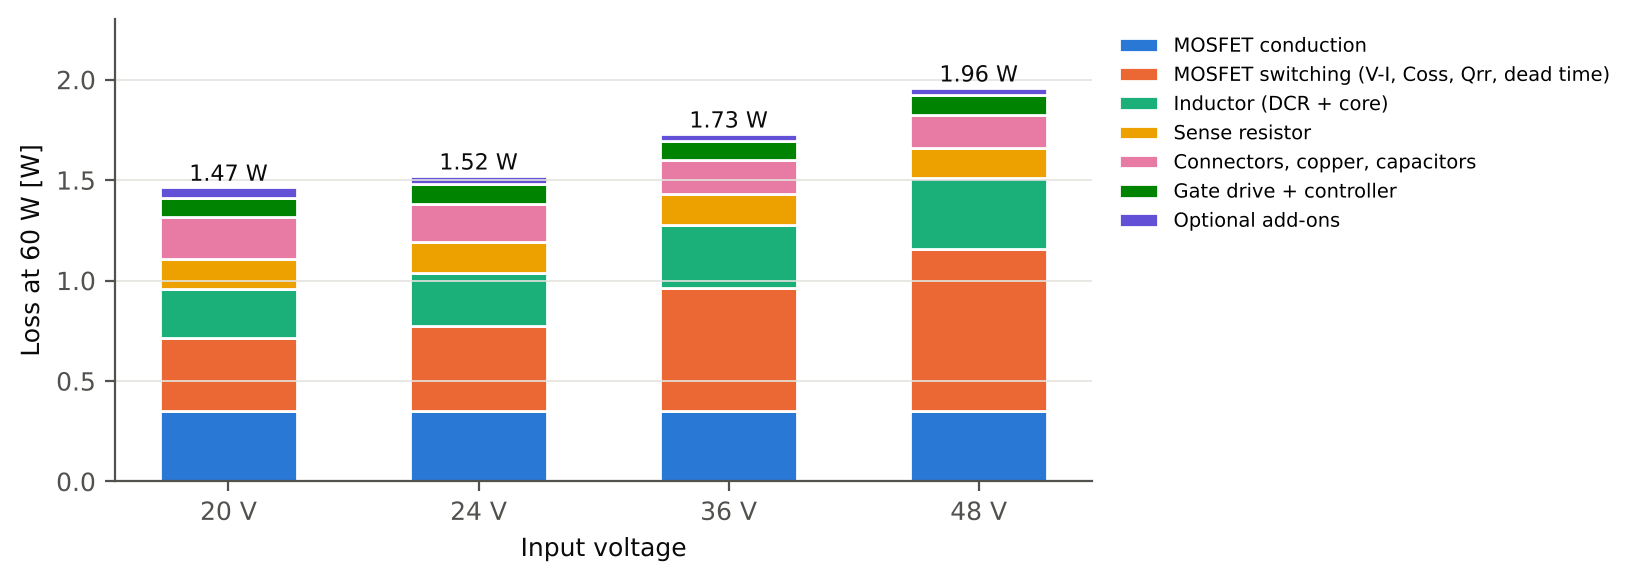 Loss at 60 W [W]
2.0
1.5
1.0
0.5
0.0
1.47 W
1.52 W
1.73 W
1.96 W
20 V
24 V
36 V
48 V
Input voltage
MOSFET conduction
MOSFET switching (V-I, Coss, Qrr, dead time)
Inductor (DCR + core)
Sense resistor
Connectors, copper, capacitors
Gate drive + controller
Optional add-ons